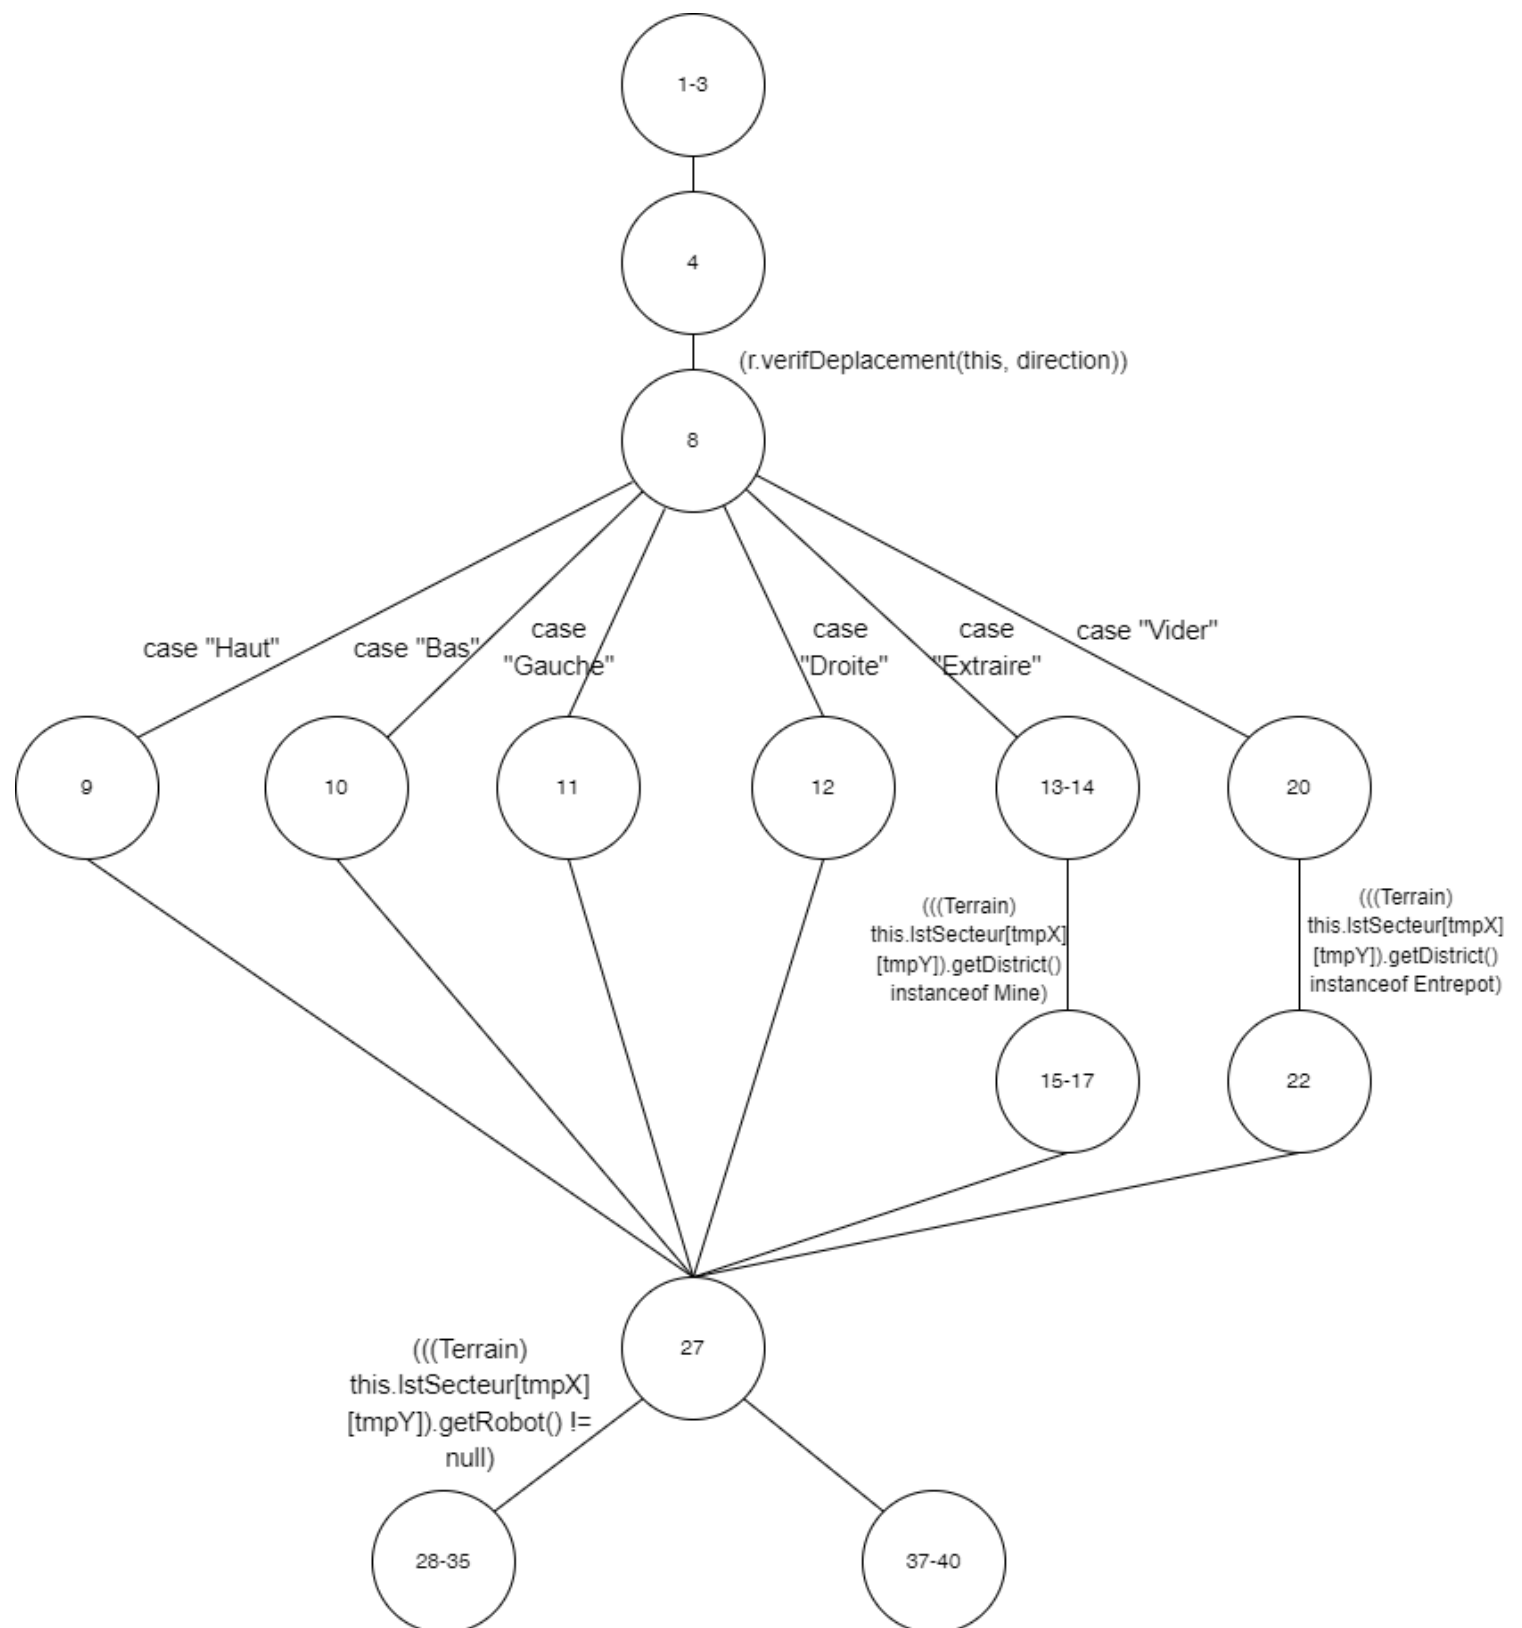 1-3
4
(r.verifDeplacement(this, direction))
8
case "Haut"
case "Bas"
case
"Gauche"
case
"Droite"
case
"Extraire"
case "Vider"
9
10
11
12
13-14
20
(((Terrain)
this.lstSecteur[tmpX]
[tmpY]).getDistrict()
instanceof Mine)
(((Terrain)
this.lstSecteur[tmpX]
[tmpY]).getDistrict()
instanceof Entrepot)
15-17
22
27
(((Terrain)
this.lstSecteur[tmpX]
[tmpY]).getRobot() !=
null)
28-35
37-40